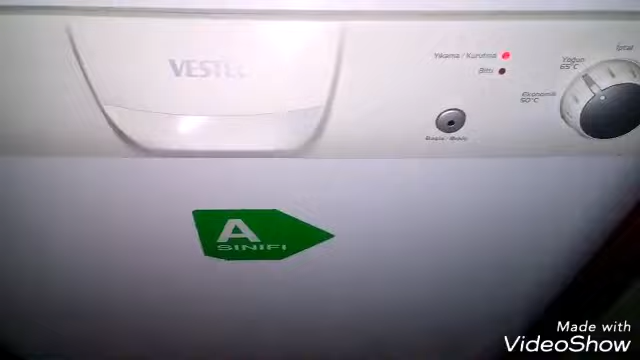 VESTEL
Yıkama / Kurutma
Bitti
İptal
Yoğun
65°C
Ekonomik
50°C
A
SINIFI
Made with
VideoShow